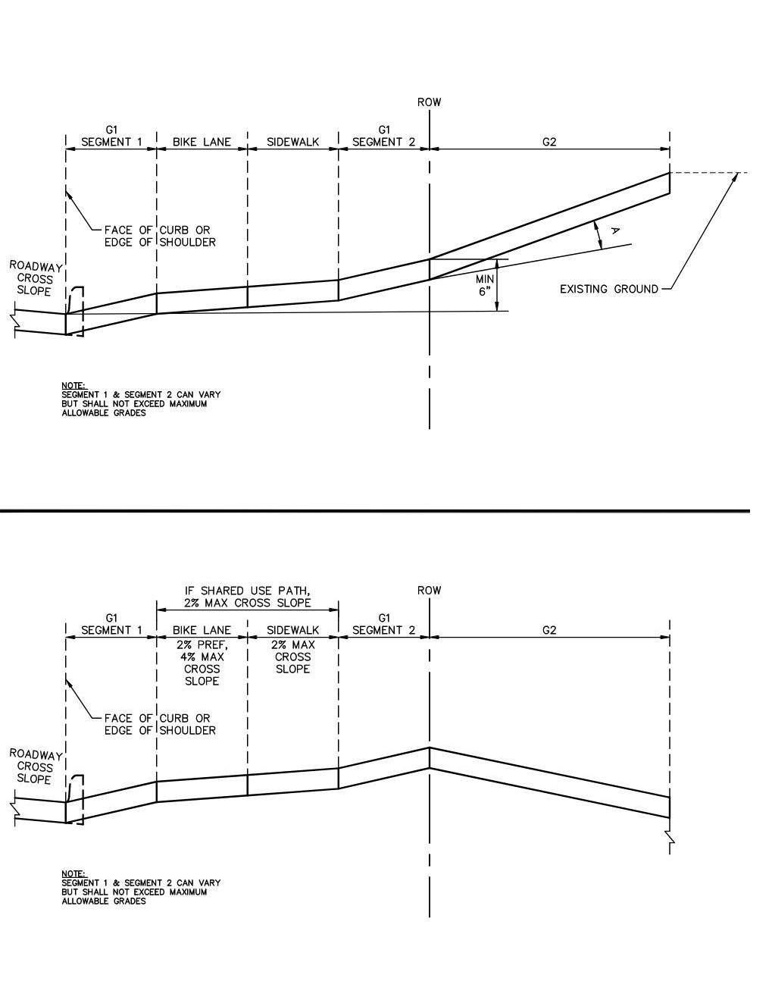 ROW
G1
SEGMENT 1
BIKE LANE
SIDEWALK
G1
SEGMENT 2
G2
FACE OF CURB OR
EDGE OF SHOULDER
A
ROADWAY
CROSS
SLOPE
MIN
6"
EXISTING GROUND
NOTE:
SEGMENT 1 & SEGMENT 2 CAN VARY
BUT SHALL NOT EXCEED MAXIMUM
ALLOWABLE GRADES
IF SHARED USE PATH,
2% MAX CROSS SLOPE
ROW
G1
SEGMENT 1
BIKE LANE
2% PREF,
4% MAX
CROSS
SLOPE
SIDEWALK
2% MAX
CROSS
SLOPE
G1
SEGMENT 2
G2
FACE OF CURB OR
EDGE OF SHOULDER
ROADWAY
CROSS
SLOPE
NOTE:
SEGMENT 1 & SEGMENT 2 CAN VARY
BUT SHALL NOT EXCEED MAXIMUM
ALLOWABLE GRADES